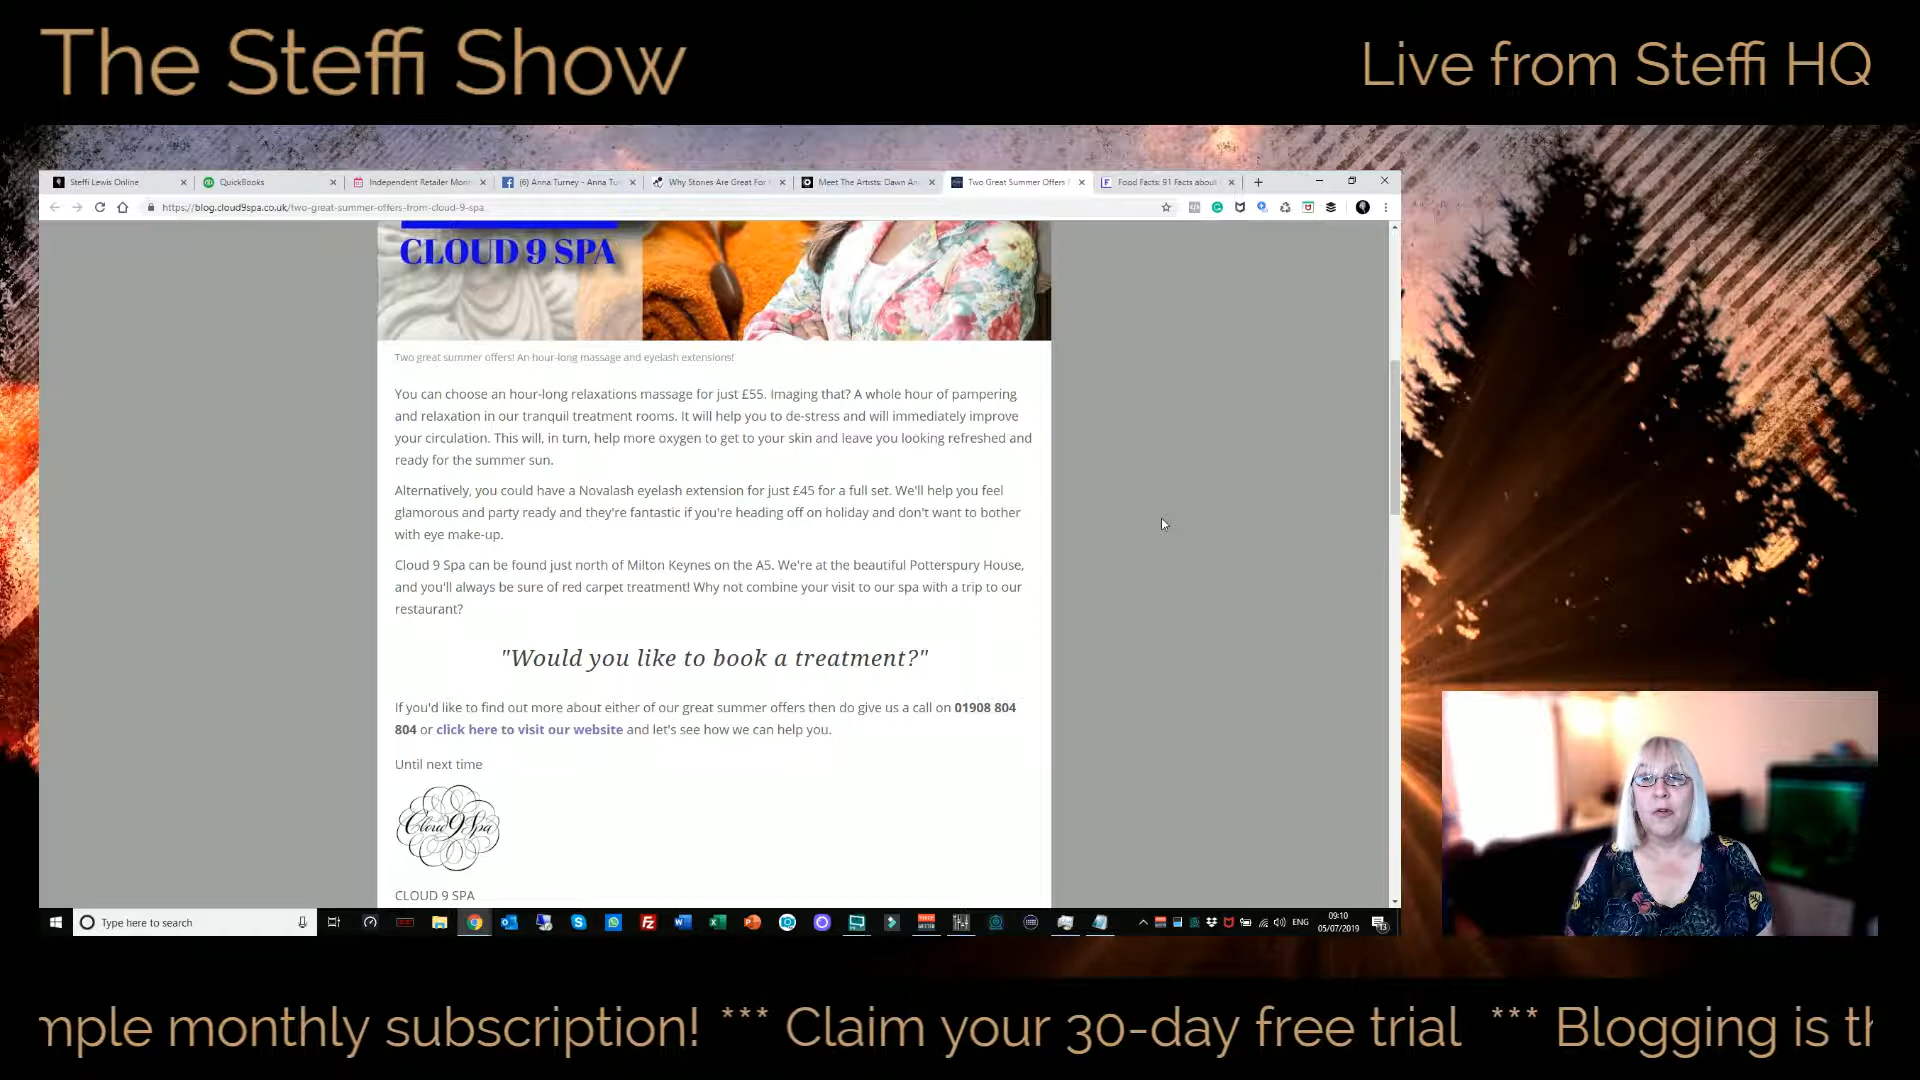 The Steffi Show
Live from Steffi HQ
Steffi Lewis Online
QuickBooks
Independent Retailer Mont
(6) Anna Turney - Anna Tur
Why Stories Are Great For
Meet The Artists: Dawn An
Two Great Summer Offers
Food Facts: 91 Facts about
https://blog.cloud9spa.co.uk/two-great-summer-offers-from-cloud-9-spa
CLOUD 9 SPA
Two great summer offers! An hour-long massage and eyelash extensions!
You can choose an hour-long relaxations massage for just £55. Imaging that? A whole hour of pampering
and relaxation in our tranquil treatment rooms. It will help you to de-stress and will immediately improve
your circulation. This will, in turn, help more oxygen to get to your skin and leave you looking refreshed and
ready for the summer sun.
Alternatively, you could have a Novalash eyelash extension for just £45 for a full set. We'll help you feel
glamorous and party ready and they're fantastic if you're heading off on holiday and don't want to bother
with eye make-up.
Cloud 9 Spa can be found just north of Milton Keynes on the A5. We're at the beautiful Potterspury House,
and you'll always be sure of red carpet treatment! Why not combine your visit to our spa with a trip to our
restaurant?
"Would you like to book a treatment?"
If you'd like to find out more about either of our great summer offers then do give us a call on 01908 804
804 or click here to visit our website and let's see how we can help you.
Until next time
Cloud 9 Spa
CLOUD 9 SPA
Type here to search
ENG
09:10
05/07/2019
13
mple monthly subscription! *** Claim your 30-day free trial *** Blogging is th